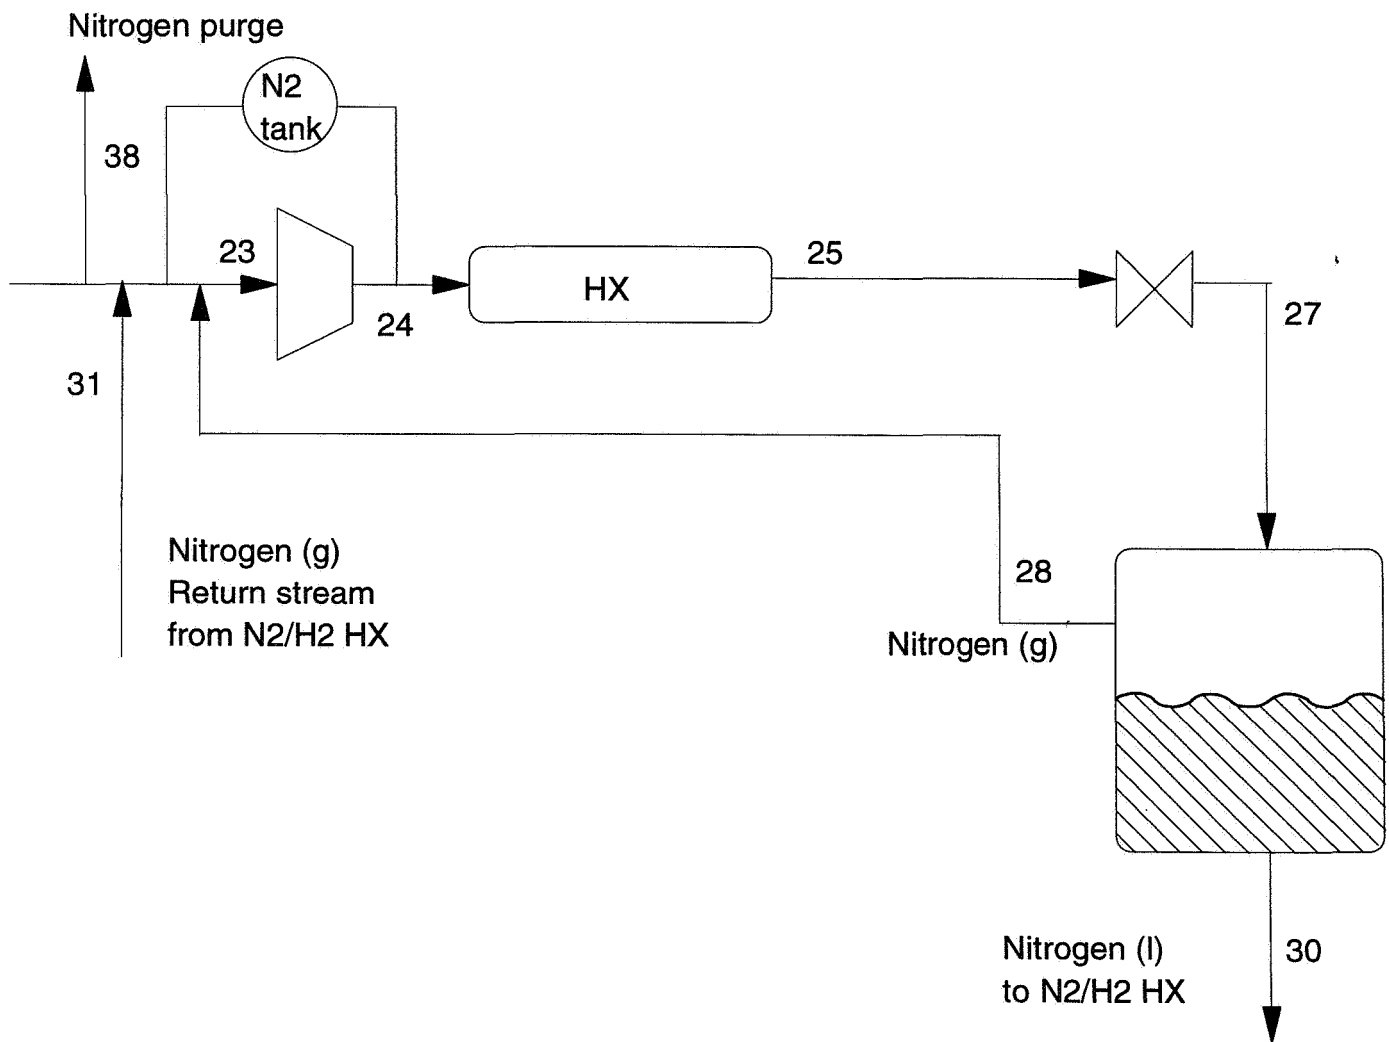 Nitrogen purge
N2
tank
38
23
25
HX
24
27
31
Nitrogen (g)
Return stream
from N2/H2 HX
28
Nitrogen (g)
Nitrogen (l)
to N2/H2 HX
30